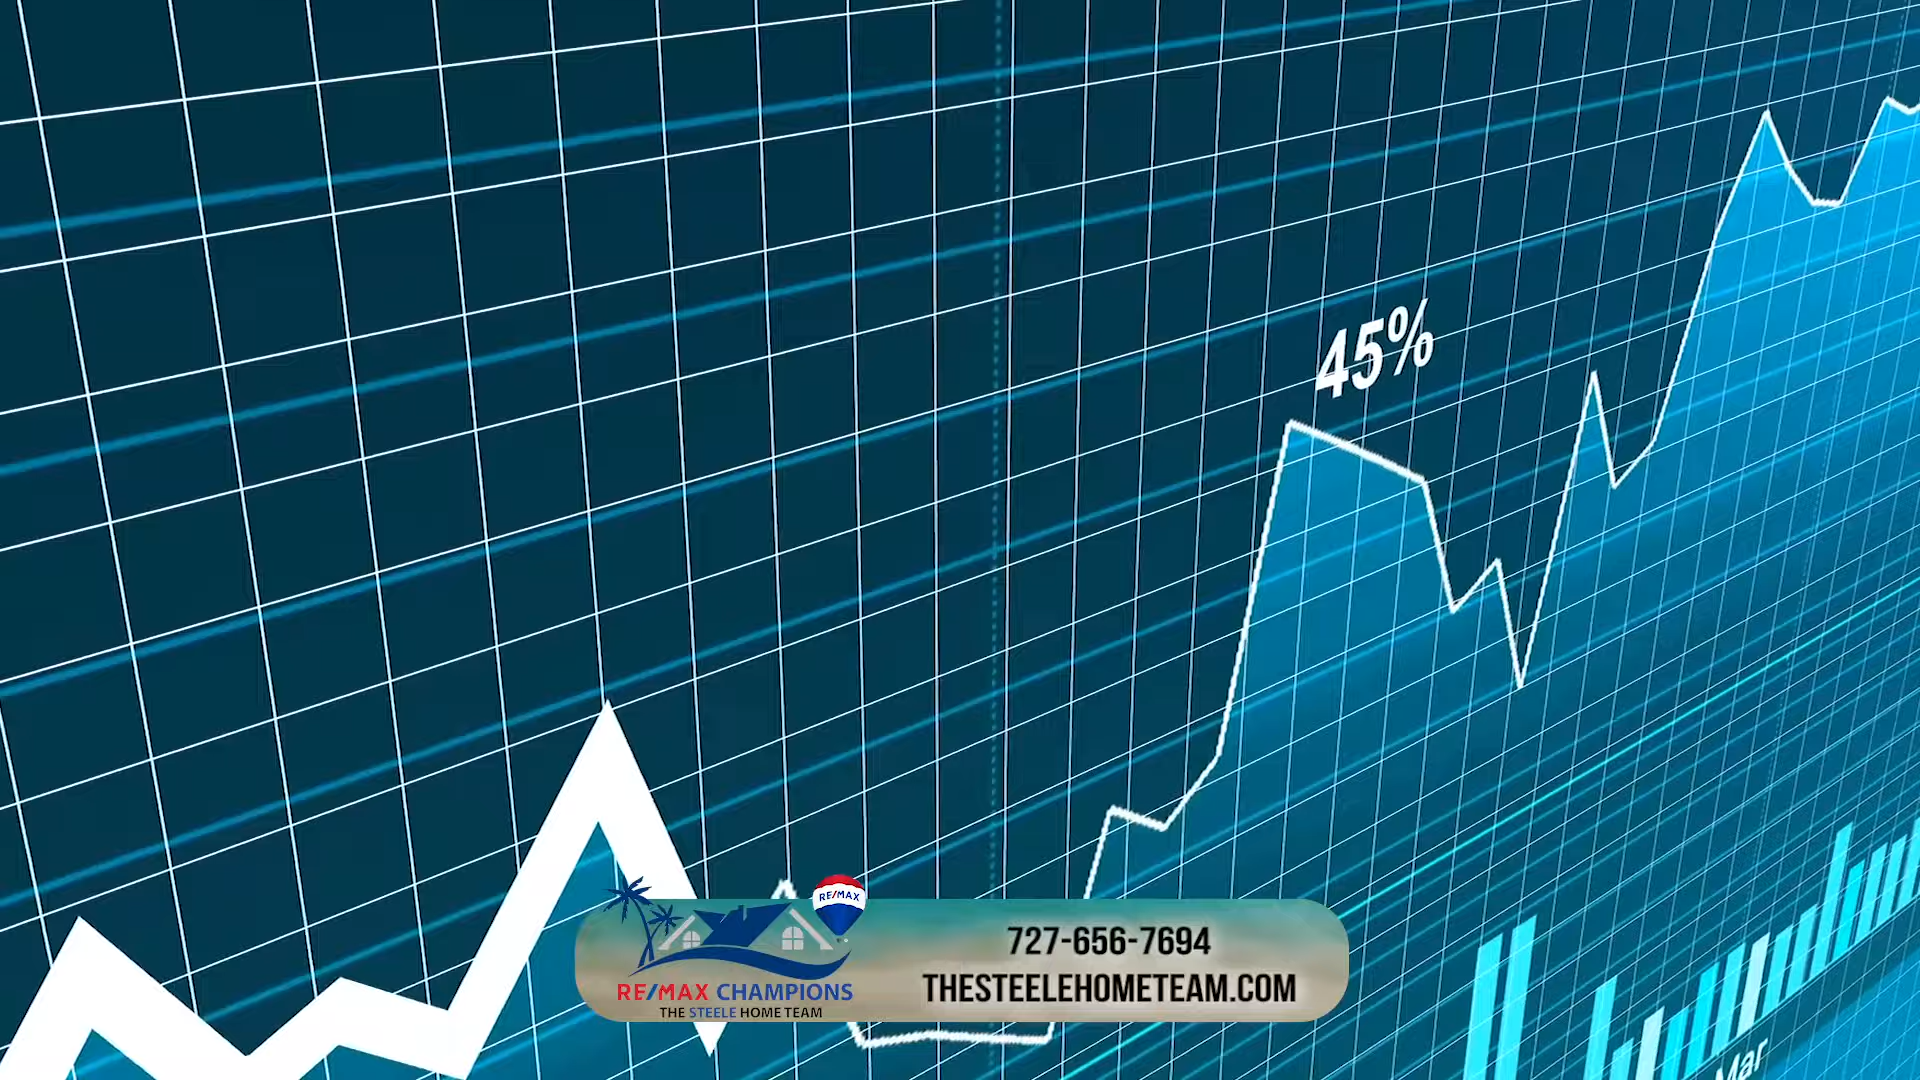 45%
RE/MAX
727-656-7694
THESTEELEHOMETEAM.COM
RE/MAX CHAMPIONS
THE STEELE HOME TEAM
Mar